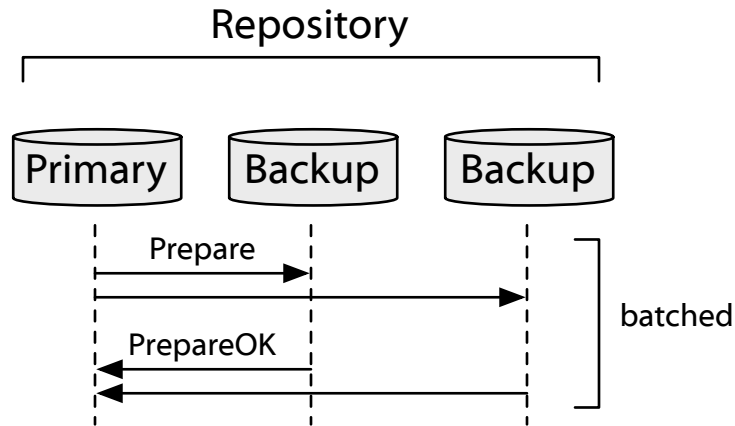 Repository
Primary
Backup
Backup
Prepare
batched
PrepareOK